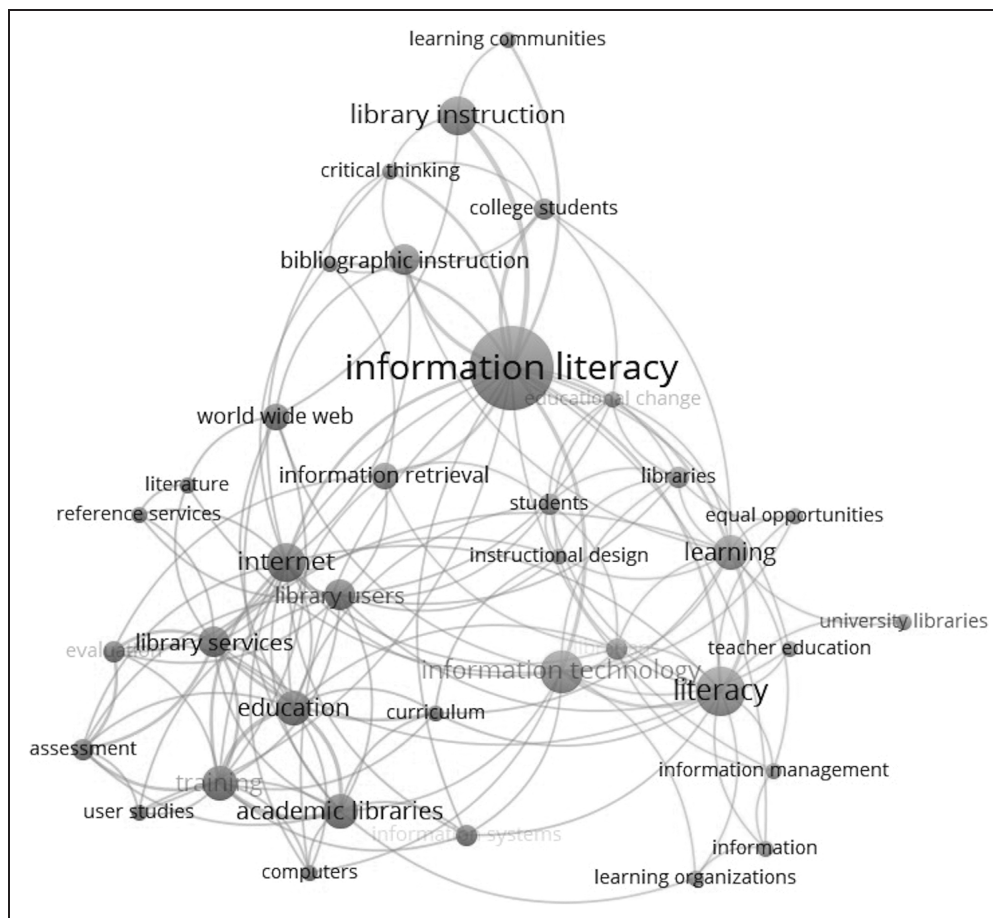 learning communities
library instruction
critical thinking
college students
bibliographic instruction
information literacy
educational change
world wide web
information retrieval
libraries
literature
students
reference services
equal opportunities
learning
instructional design
internet
library users
university libraries
library services
teacher education
evaluation
information technology
literacy
education
curriculum
assessment
information management
training
user studies
academic libraries
information systems
information
computers
learning organizations